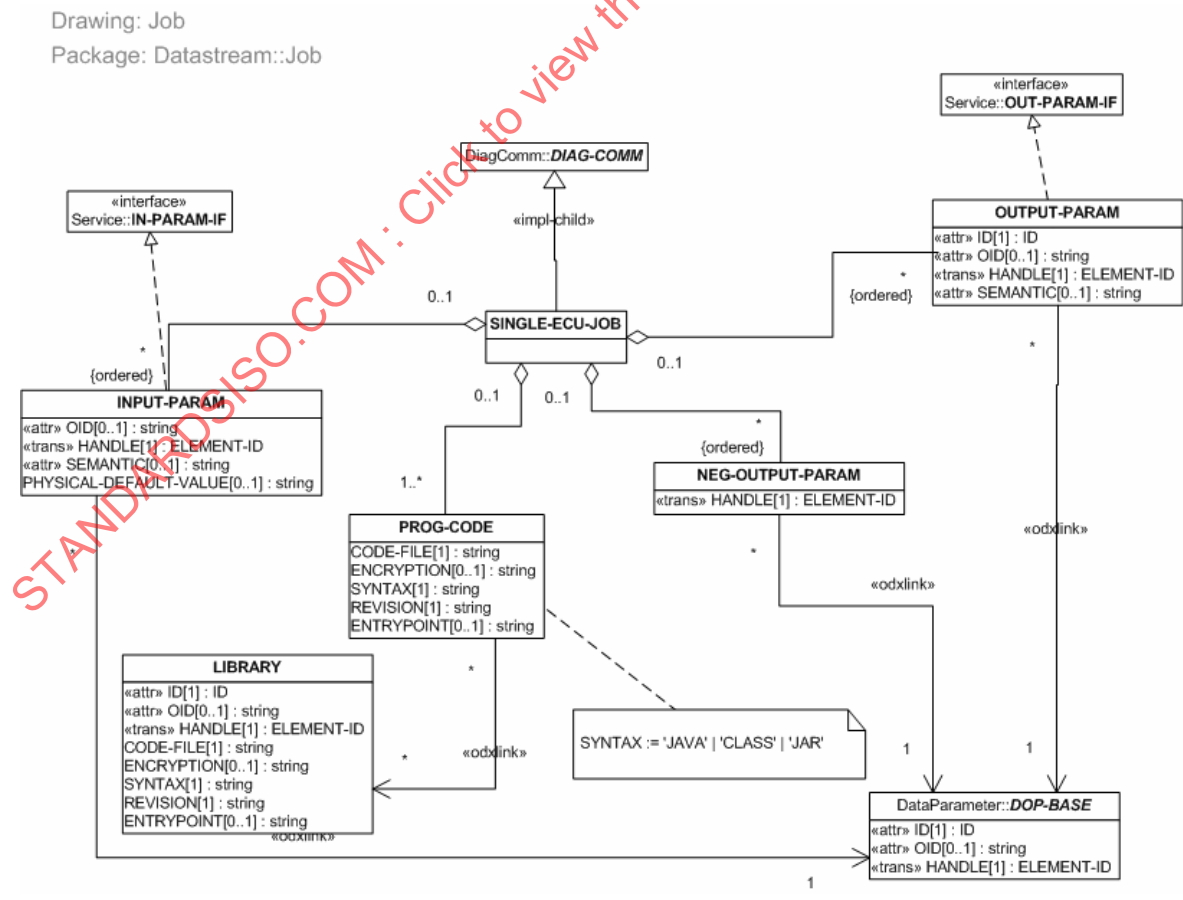 Drawing: Job
Package: Datastream::Job
STANDARDSISO.COM : Click to view th
«interface»
Service::OUT-PARAM-IF
DiagComm::DIAG-COMM
«impl-child»
«interface»
Service::IN-PARAM-IF
OUTPUT-PARAM
«attr» ID[1] : ID
«attr» OID[0..1] : string
«trans» HANDLE[1] : ELEMENT-ID
«attr» SEMANTIC[0..1] : string
*
{ordered}
0..1
SINGLE-ECU-JOB
0..1
*
{ordered}
0..1
0..1
*
INPUT-PARAM
«attr» OID[0..1] : string
«trans» HANDLE[1] : ELEMENT-ID
«attr» SEMANTIC[0..1] : string
PHYSICAL-DEFAULT-VALUE[0..1] : string
*
{ordered}
NEG-OUTPUT-PARAM
«trans» HANDLE[1] : ELEMENT-ID
1..*
PROG-CODE
CODE-FILE[1] : string
ENCRYPTION[0..1] : string
SYNTAX[1] : string
REVISION[1] : string
ENTRYPOINT[0..1] : string
*
*
«odxlink»
«odxlink»
LIBRARY
«attr» ID[1] : ID
«attr» OID[0..1] : string
«trans» HANDLE[1] : ELEMENT-ID
CODE-FILE[1] : string
ENCRYPTION[0..1] : string
SYNTAX[1] : string
REVISION[1] : string
ENTRYPOINT[0..1] : string
*
*
«odxlink»
«odxlink»
SYNTAX := 'JAVA' | 'CLASS' | 'JAR'
1
1
DataParameter::DOP-BASE
«attr» ID[1] : ID
«attr» OID[0..1] : string
«trans» HANDLE[1] : ELEMENT-ID
1